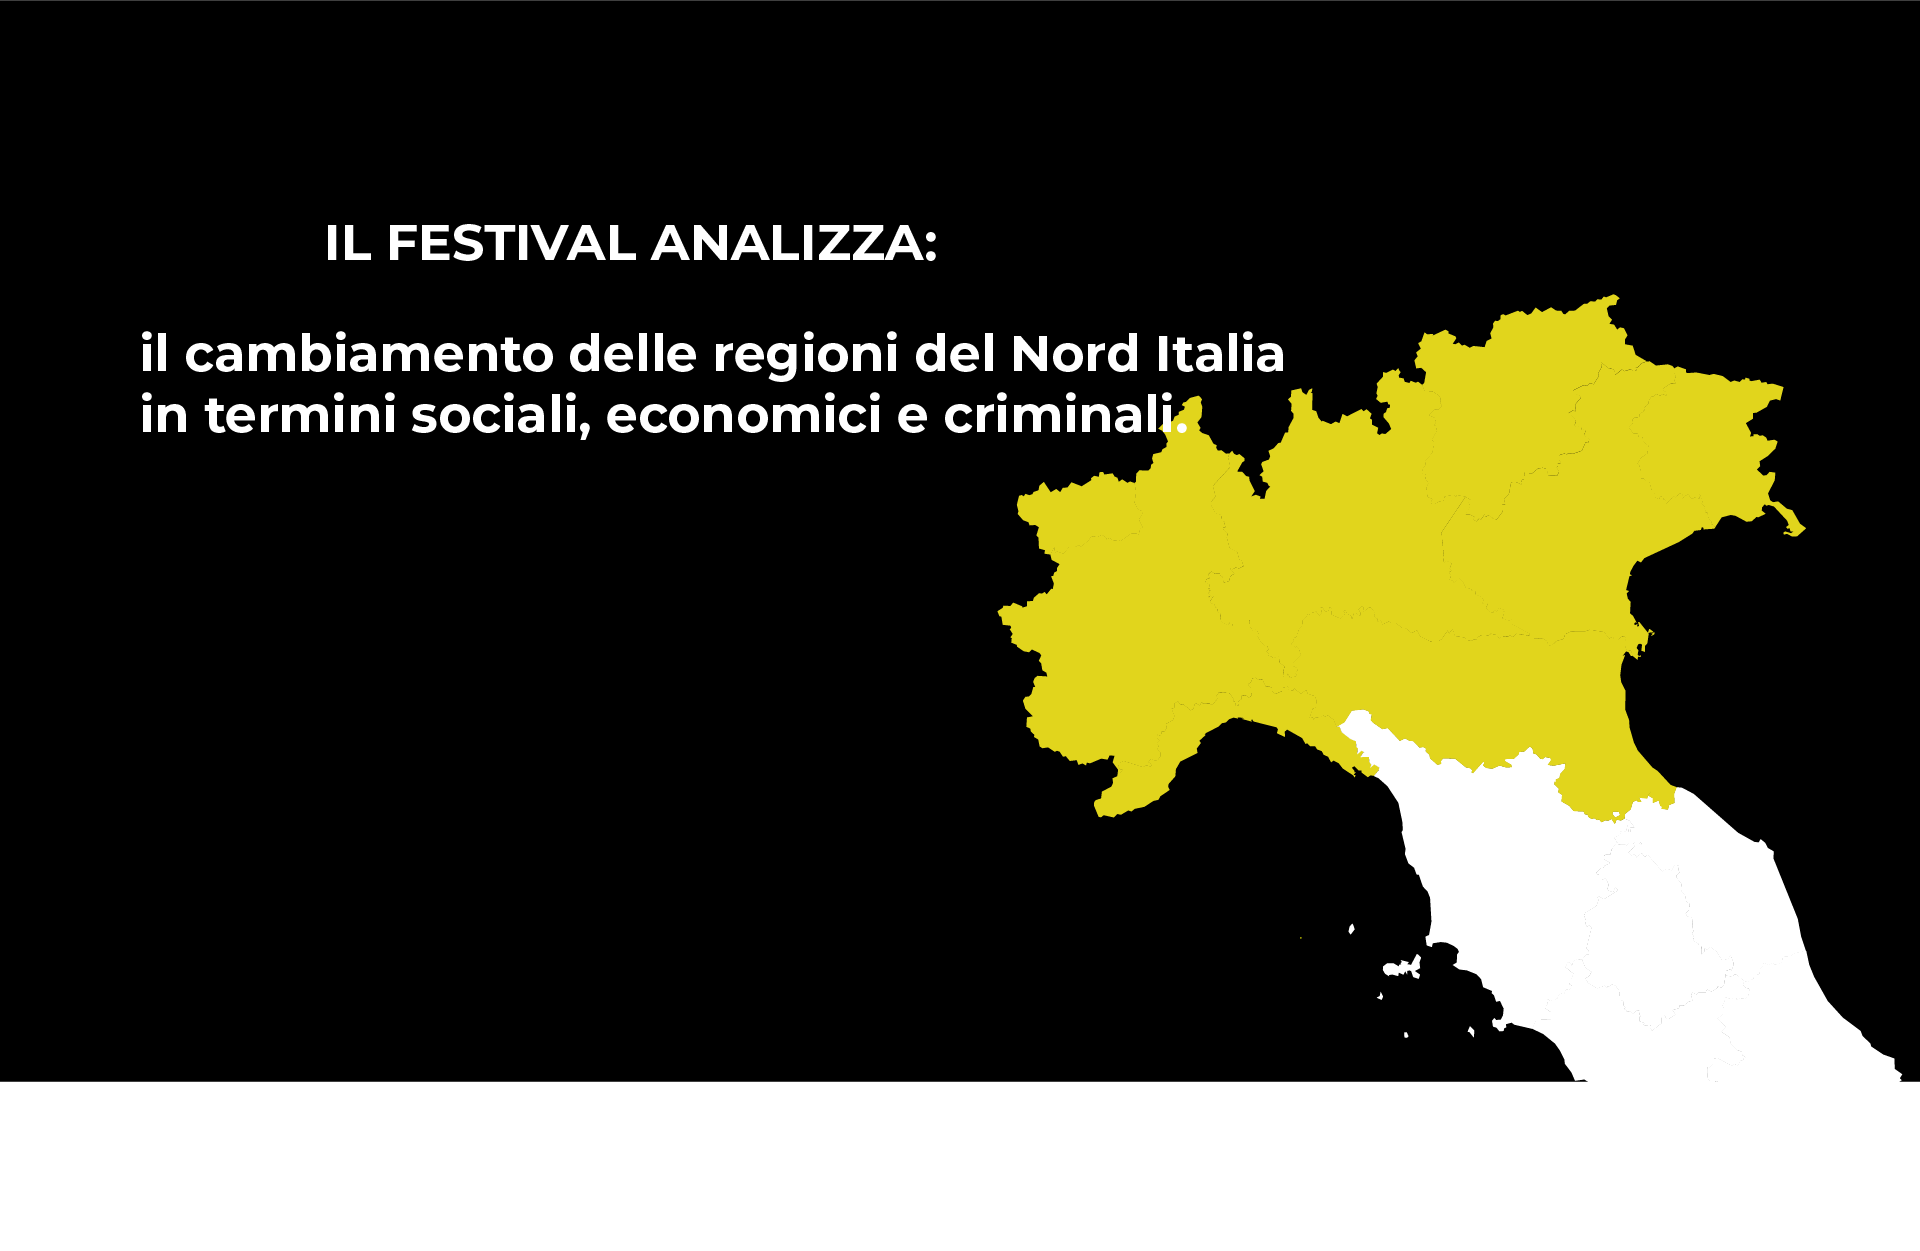 IL FESTIVAL ANALIZZA:
il cambiamento delle regioni del Nord Italia
in termini sociali, economici e criminali.